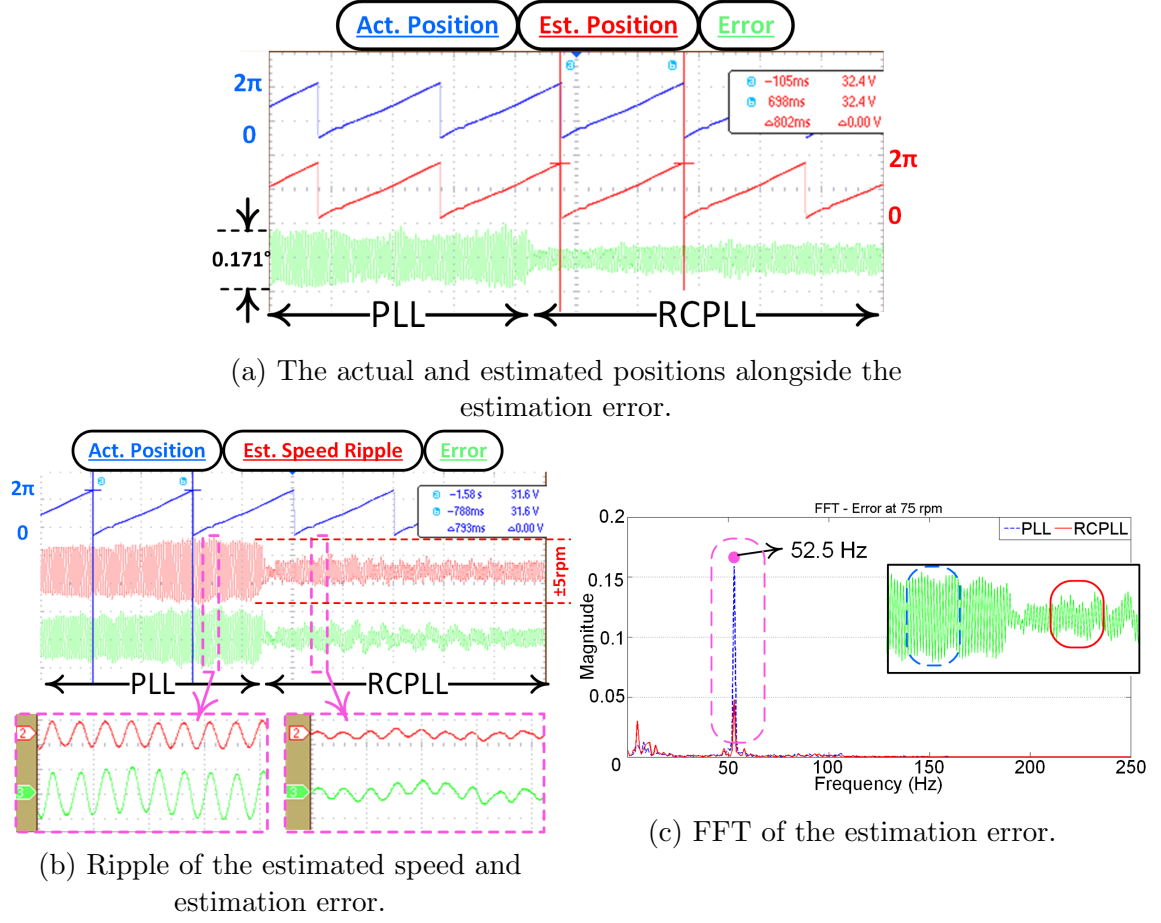 Act. Position Est. Position Error
a −105ms 32.4 V
b 698ms 32.4 V
△802ms △0.00 V
2π
0
2π
0
0.171°
PLL RCPLL
(a) The actual and estimated positions alongside the
estimation error.
Act. Position Est. Speed Ripple Error
a b
2π
0
a −1.58 s 31.6 V
b −788ms 31.6 V
△793ms △0.00 V
±5rpm
PLL RCPLL
2
3
2
3
(b) Ripple of the estimated speed and
estimation error.
FFT - Error at 75 rpm
PLL RCPLL
52.5 Hz
Magnitude
0.2
0.15
0.1
0.05
0 50 100 150 200 250
Frequency (Hz)
(c) FFT of the estimation error.